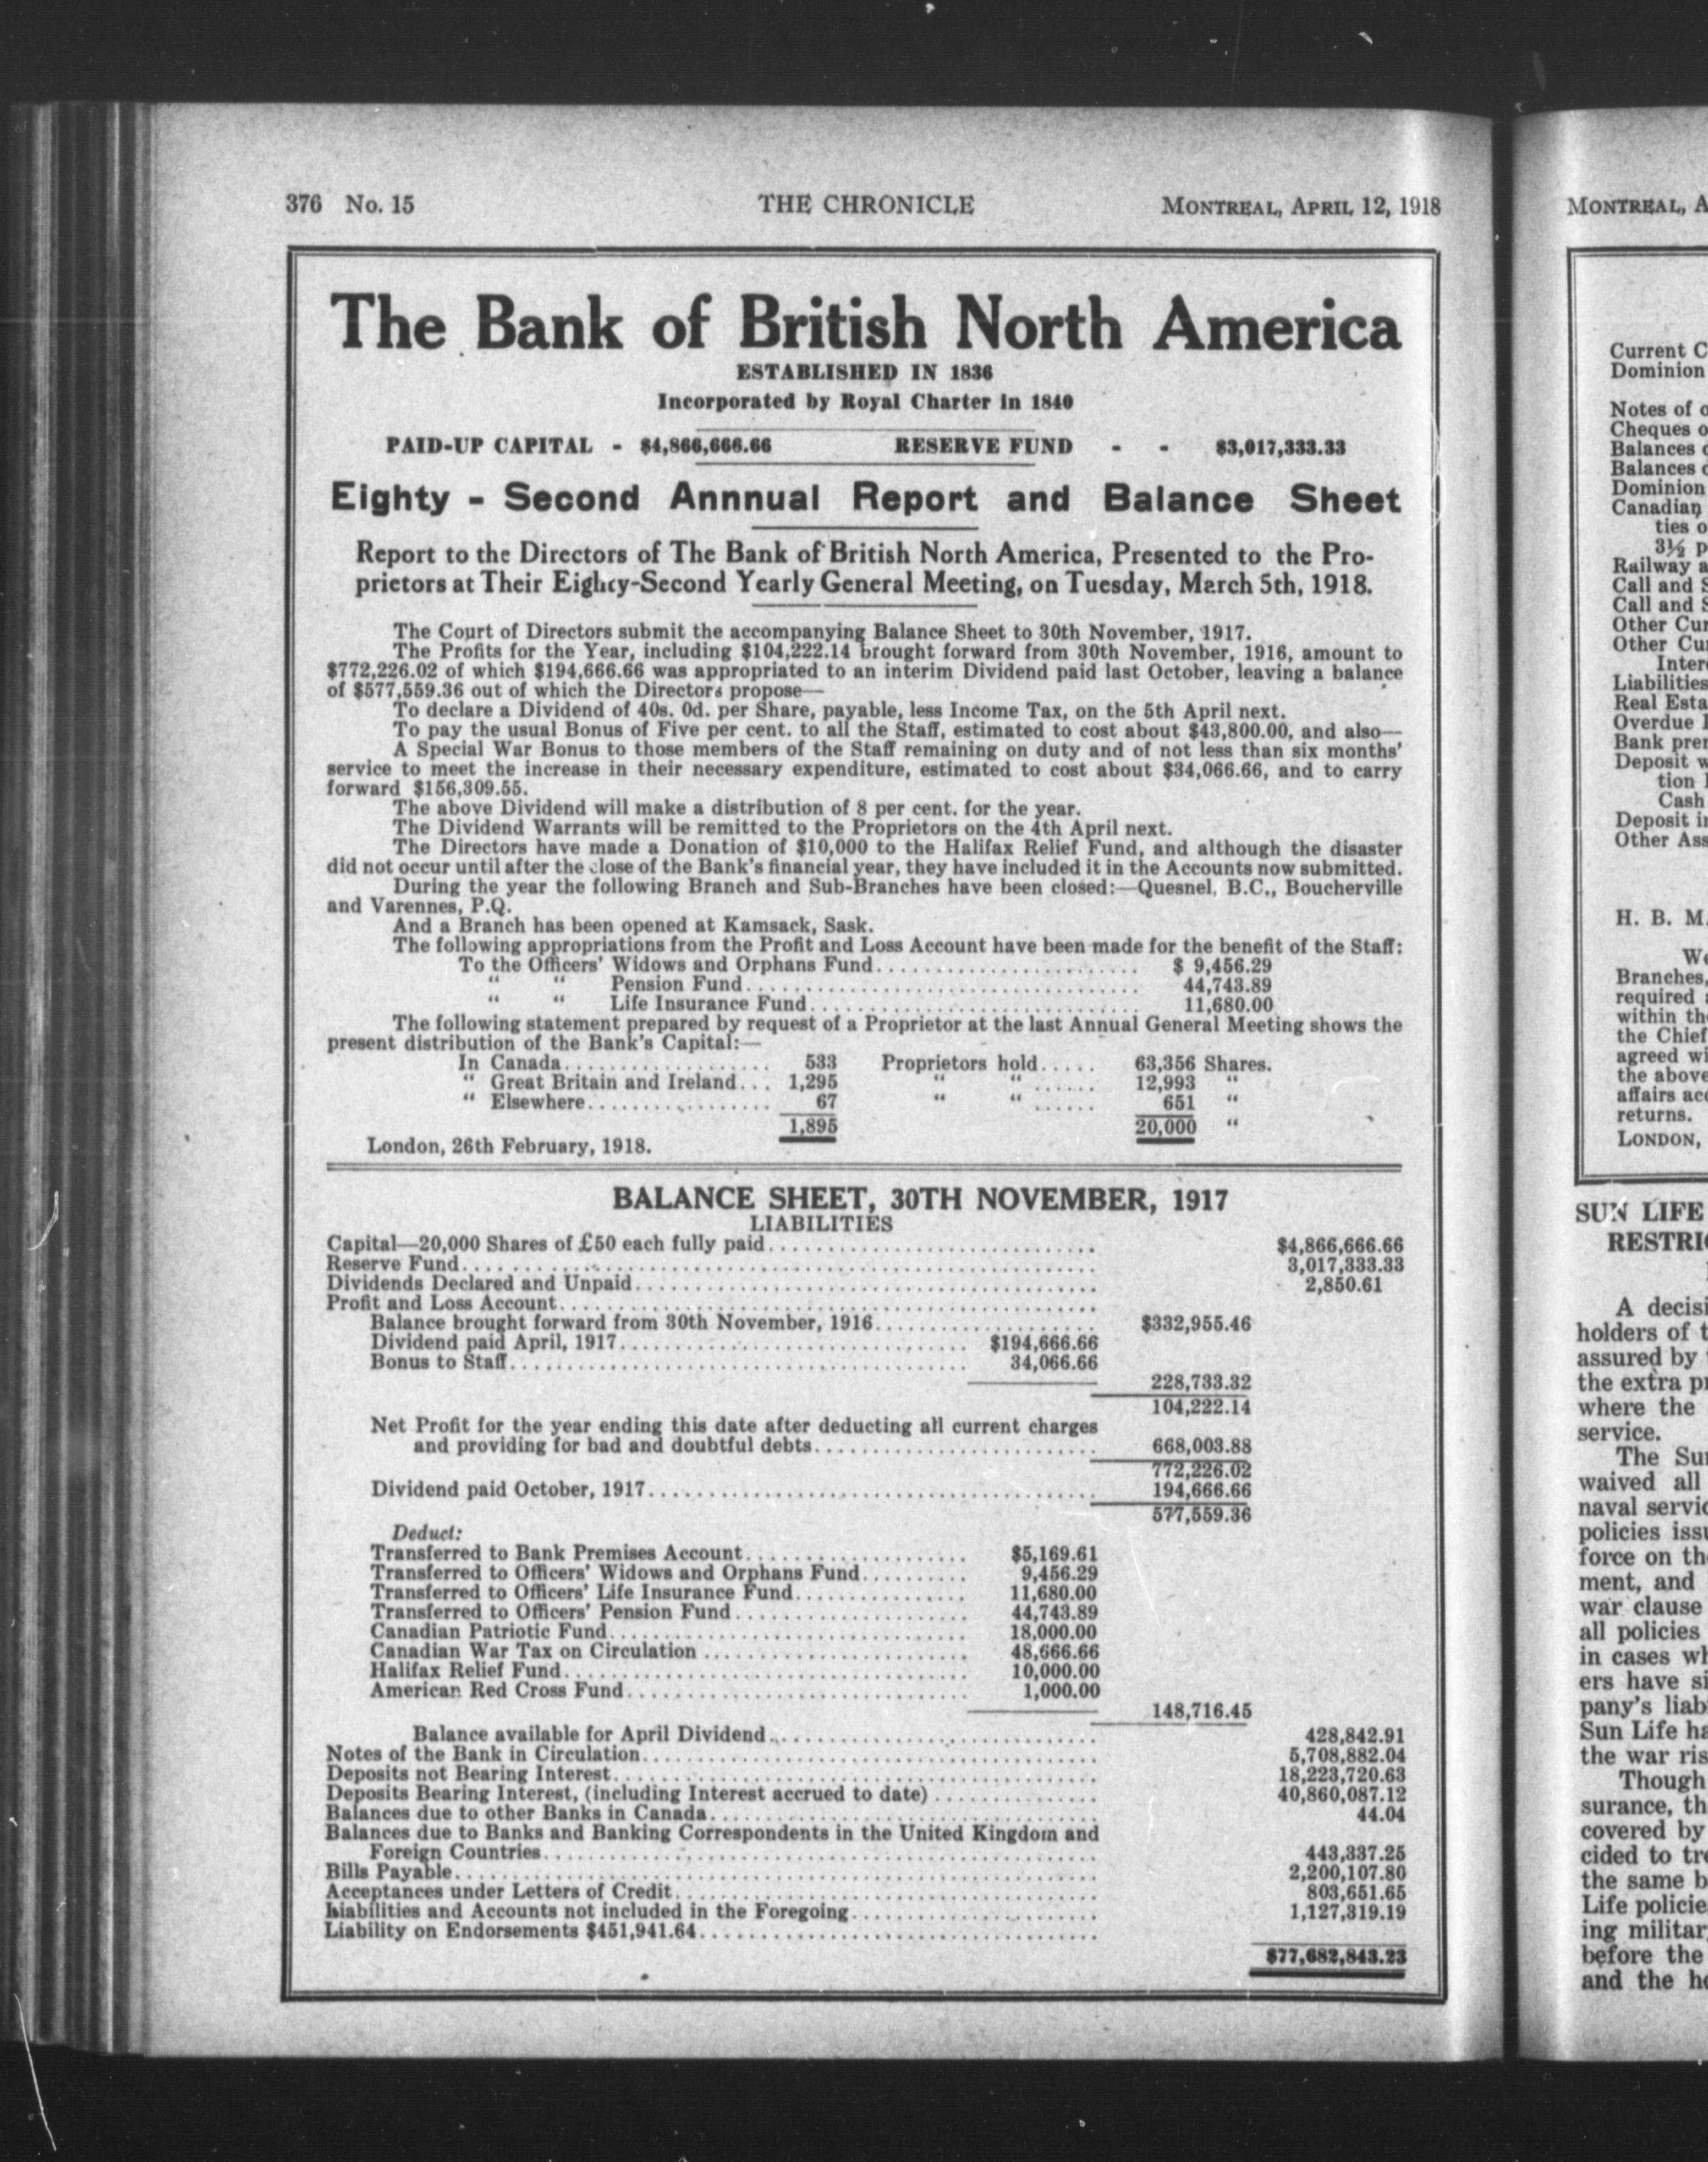 376 No. 15 THE CHRONICLE MONTREAL, APRIL 12, 1918
The Bank of British North America
ESTABLISHED IN 1836
Incorporated by Royal Charter in 1840
PAID-UP CAPITAL - $4,866,666.66 RESERVE FUND - - $3,017,333.33
Eighty - Second Annnual Report and Balance Sheet
Report to the Directors of The Bank of British North America, Presented to the Pro-
prietors at Their Eighty-Second Yearly General Meeting, on Tuesday, March 5th, 1918.
The Court of Directors submit the accompanying Balance Sheet to 30th November, 1917.
The Profits for the Year, including $104,222.14 brought forward from 30th November, 1916, amount to
$772,226.02 of which $194,666.66 was appropriated to an interim Dividend paid last October, leaving a balance
of $577,559.36 out of which the Directors propose—
To declare a Dividend of 40s. 0d. per Share, payable, less Income Tax, on the 5th April next.
To pay the usual Bonus of Five per cent. to all the Staff, estimated to cost about $43,800.00, and also—
A Special War Bonus to those members of the Staff remaining on duty and of not less than six months'
service to meet the increase in their necessary expenditure, estimated to cost about $34,066.66, and to carry
forward $156,309.55.
The above Dividend will make a distribution of 8 per cent. for the year.
The Dividend Warrants will be remitted to the Proprietors on the 4th April next.
The Directors have made a Donation of $10,000 to the Halifax Relief Fund, and although the disaster
did not occur until after the close of the Bank's financial year, they have included it in the Accounts now submitted.
During the year the following Branch and Sub-Branches have been closed:—Quesnel, B.C., Boucherville
and Varennes, P.Q.
And a Branch has been opened at Kamsack, Sask.
The following appropriations from the Profit and Loss Account have been made for the benefit of the Staff:
To the Officers' Widows and Orphans Fund........................ $ 9,456.29
" " Pension Fund.................................... 44,743.89
" " Life Insurance Fund.............................. 11,680.00
The following statement prepared by request of a Proprietor at the last Annual General Meeting shows the
present distribution of the Bank's Capital:—
In Canada................... 533 Proprietors hold..... 63,356 Shares.
" Great Britain and Ireland... 1,295 " " ...... 12,993 "
" Elsewhere................. 67 " " ...... 651 "
1,895 20,000 "
London, 26th February, 1918.
BALANCE SHEET, 30TH NOVEMBER, 1917
LIABILITIES
Capital—20,000 Shares of £50 each fully paid.............................. $4,866,666.66
Reserve Fund.......................................................... 3,017,333.33
Dividends Declared and Unpaid.......................................... 2,850.61
Profit and Loss Account.................................................
Balance brought forward from 30th November, 1916.................... $332,955.46
Dividend paid April, 1917................................ $194,666.66
Bonus to Staff.......................................... 34,066.66
228,733.32
104,222.14
Net Profit for the year ending this date after deducting all current charges
and providing for bad and doubtful debts.......................... 668,003.88
772,226.02
Dividend paid October, 1917......................................... 194,666.66
577,559.36
Deduct:
Transferred to Bank Premises Account.................... $5,169.61
Transferred to Officers' Widows and Orphans Fund.......... 9,456.29
Transferred to Officers' Life Insurance Fund................ 11,680.00
Transferred to Officers' Pension Fund..................... 44,743.89
Canadian Patriotic Fund................................. 18,000.00
Canadian War Tax on Circulation ........................ 48,666.66
Halifax Relief Fund..................................... 10,000.00
American Red Cross Fund............................... 1,000.00
148,716.45
Balance available for April Dividend.............................. 428,842.91
Notes of the Bank in Circulation......................................... 5,708,882.04
Deposits not Bearing Interest............................................ 18,223,720.63
Deposits Bearing Interest, (including Interest accrued to date) ............... 40,860,087.12
Balances due to other Banks in Canada................................... 44.04
Balances due to Banks and Banking Correspondents in the United Kingdom and
Foreign Countries.................................................. 443,337.25
Bills Payable.......................................................... 2,200,107.80
Acceptances under Letters of Credit...................................... 803,651.65
Liabilities and Accounts not included in the Foregoing....................... 1,127,319.19
Liability on Endorsements $451,941.64....................................
$77,682,843.23
MONTREAL, A
Current C
Dominion
Notes of o
Cheques o
Balances
Balances
Dominion
Canadian
ties o
3½ p
Railway a
Call and S
Call and S
Other Cur
Other Cur
Inter
Liabilities
Real Esta
Overdue
Bank prem
Deposit w
tion
Cash
Deposit in
Other Ass
H. B. M.
We
Branches,
required
within the
the Chief
agreed wi
the above
affairs acc
returns.
LONDON,
SUN LIFE
RESTRI
A decisi
holders of t
assured by
the extra pr
where the
service.
The Sun
waived all
naval servic
policies issu
force on th
ment, and
war clause
all policies
in cases wh
ers have si
pany's liab
Sun Life ha
the war ris
Though
surance, th
covered by
cided to tre
the same b
Life policie
ing militar
before the
and the ho